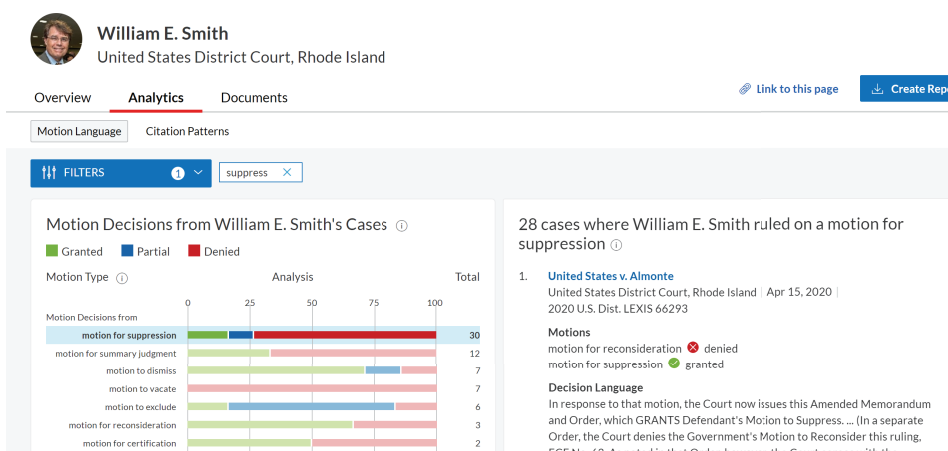 William E. Smith
United States District Court, Rhode Island
Overview
Analytics
Documents
Link to this page
Create Rep
Motion Language
Citation Patterns
FILTERS
1
suppress
Motion Decisions from William E. Smith's Cases
Granted
Partial
Denied
Motion Type
Analysis
Total
0 25 50 75 100
Motion Decisions from
motion for suppression 30
motion for summary judgment 12
motion to dismiss 7
motion to vacate 7
motion to exclude 6
motion for reconsideration 3
motion for certification 2
28 cases where William E. Smith ruled on a motion for
suppression
1. United States v. Almonte
United States District Court, Rhode Island | Apr 15, 2020 |
2020 U.S. Dist. LEXIS 66293
Motions
motion for reconsideration denied
motion for suppression granted
Decision Language
In response to that motion, the Court now issues this Amended Memorandum
and Order, which GRANTS Defendant's Motion to Suppress. ... (In a separate
Order, the Court denies the Government's Motion to Reconsider this ruling,